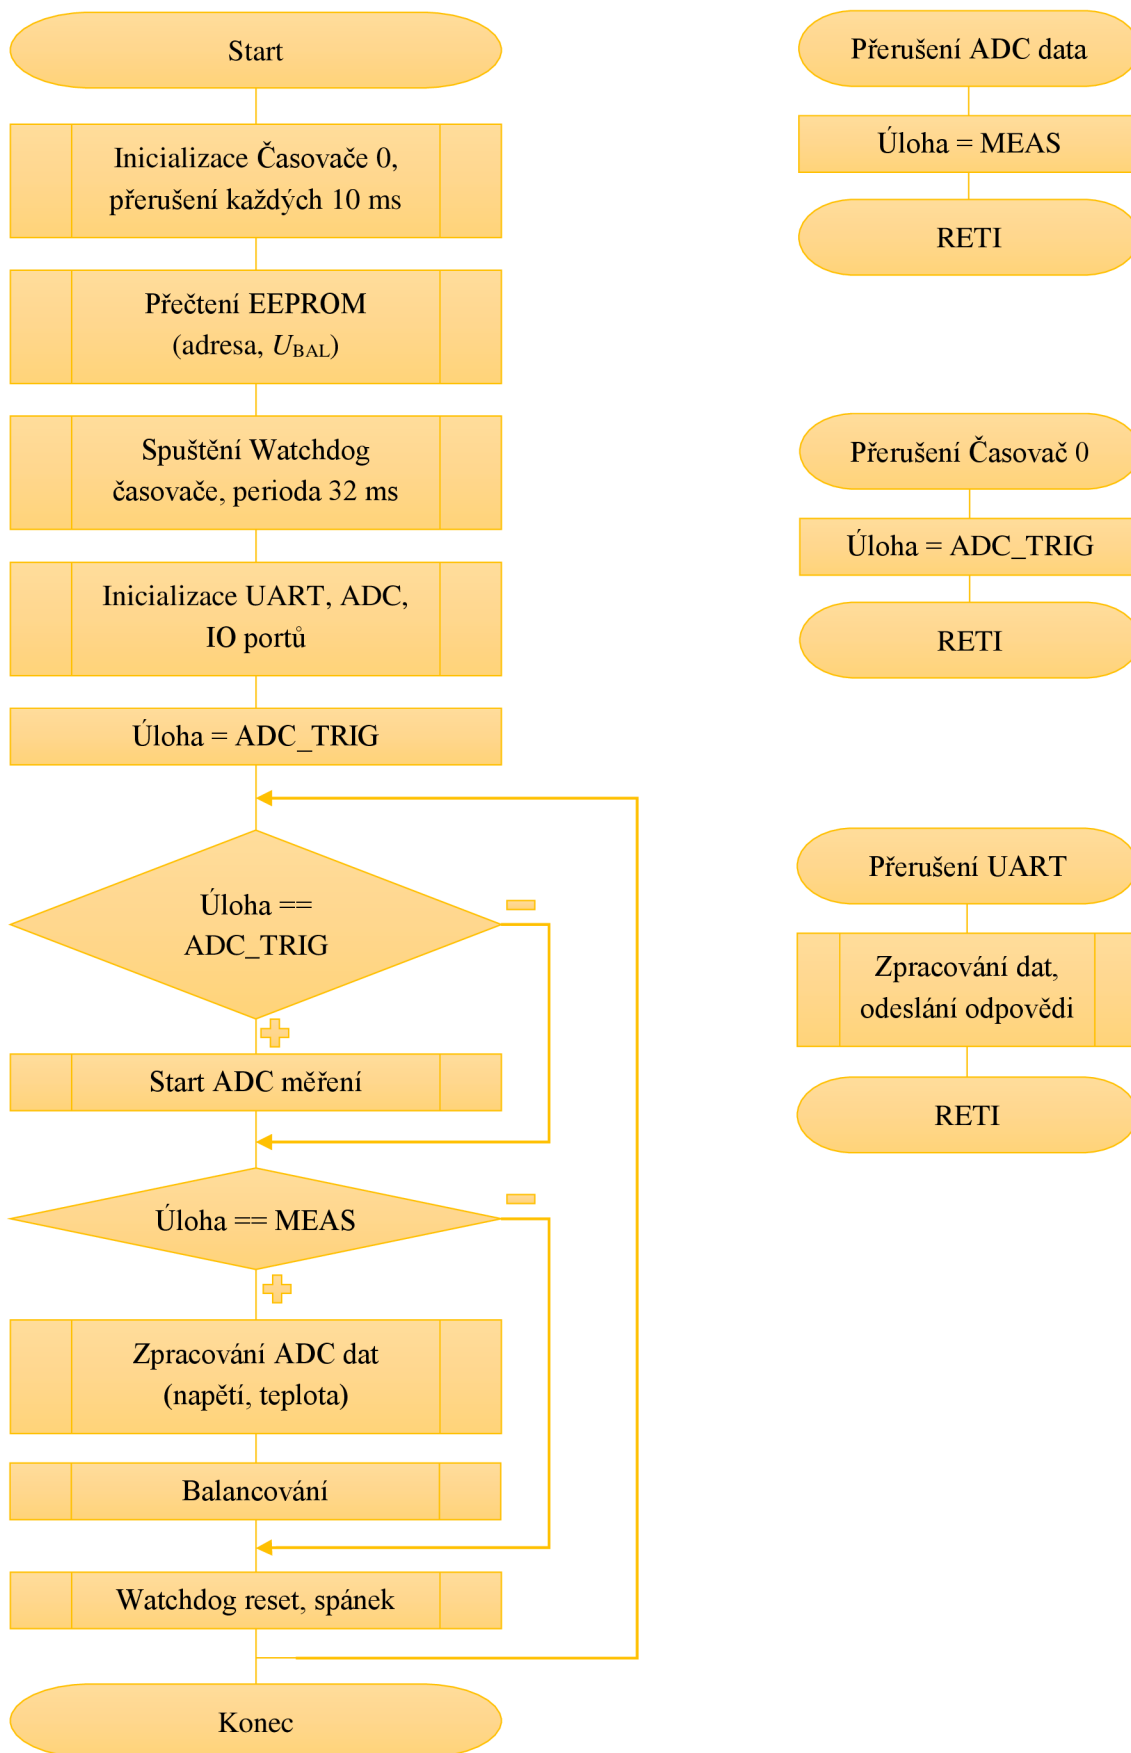 Start
Inicializace Časovače 0,
přerušení každých 10 ms
Přečtení EEPROM
(adresa, UBAL)
Spuštění Watchdog
časovače, perioda 32 ms
Inicializace UART, ADC,
IO portů
Úloha = ADC_TRIG
Úloha ==
ADC_TRIG
Start ADC měření
Úloha == MEAS
Zpracování ADC dat
(napětí, teplota)
Balancování
Watchdog reset, spánek
Konec
Přerušení ADC data
Úloha = MEAS
RETI
Přerušení Časovač 0
Úloha = ADC_TRIG
RETI
Přerušení UART
Zpracování dat,
odeslání odpovědi
RETI